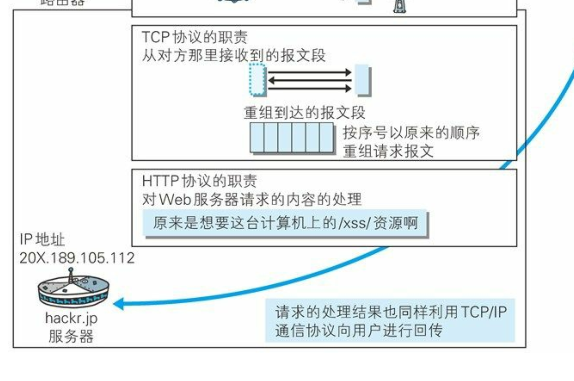 路由器
TCP协议的职责
从对方那里接收到的报文段
重组到达的报文段
按序号以原来的顺序
重组请求报文
HTTP协议的职责
对Web服务器请求的内容的处理
原来是想要这台计算机上的/xss/资源啊
IP地址
20X.189.105.112
hackr.jp
服务器
请求的处理结果也同样利用TCP/IP
通信协议向用户进行回传